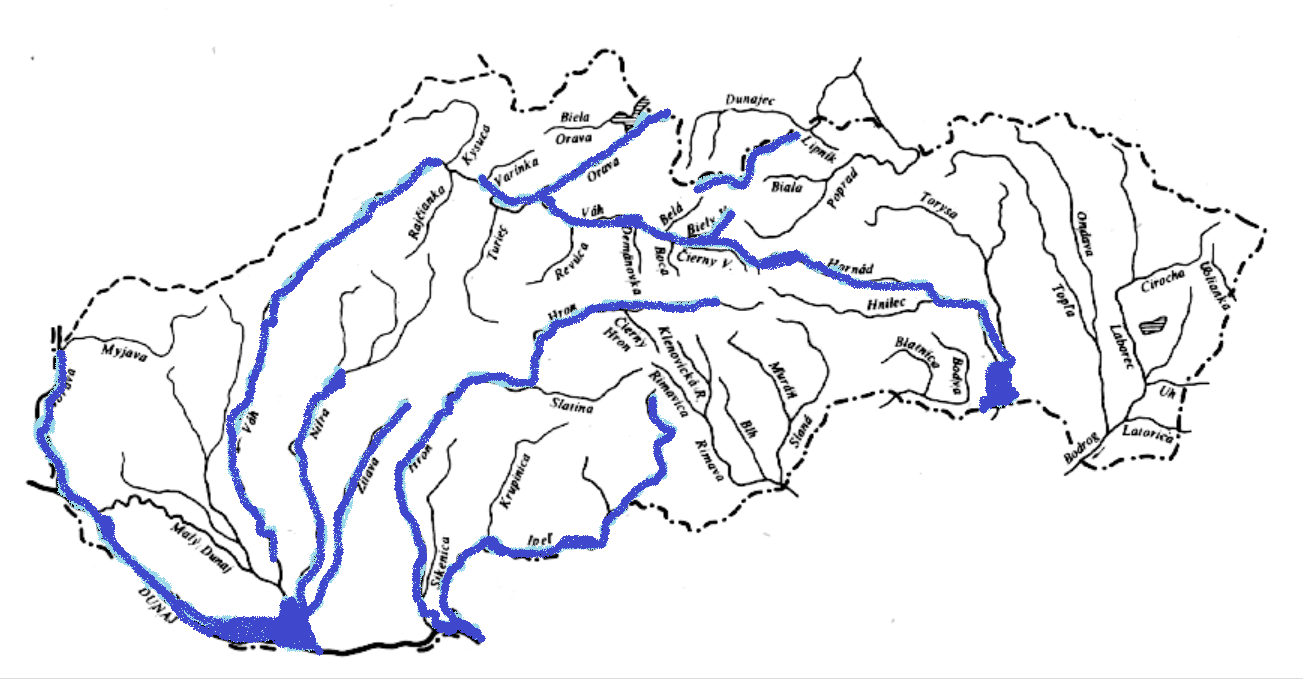 Dunajec
Biela
Orava
Kysuca
Lipník
Varínka
Orava
Biala
Poprad
Rajčianka
Belá
Váh
Torysa
Biely V.
Ondava
Turiec
Demänovka
Boca
Čierny V.
Revúca
Hornád
Cirocha
Ublianka
Hnilec
Topľa
Hron
Čierny
Hron
Klenovická R.
Laborec
Myjava
Blatnica
Bodva
Rimavica
Muráň
Uh
Slatina
Váh
Nitra
Blh
Slaná
Latorica
Bodrog
Hron
Rimava
Žitava
Krupinica
Malý Dunaj
Ipeľ
Sikenica
DUNAJ